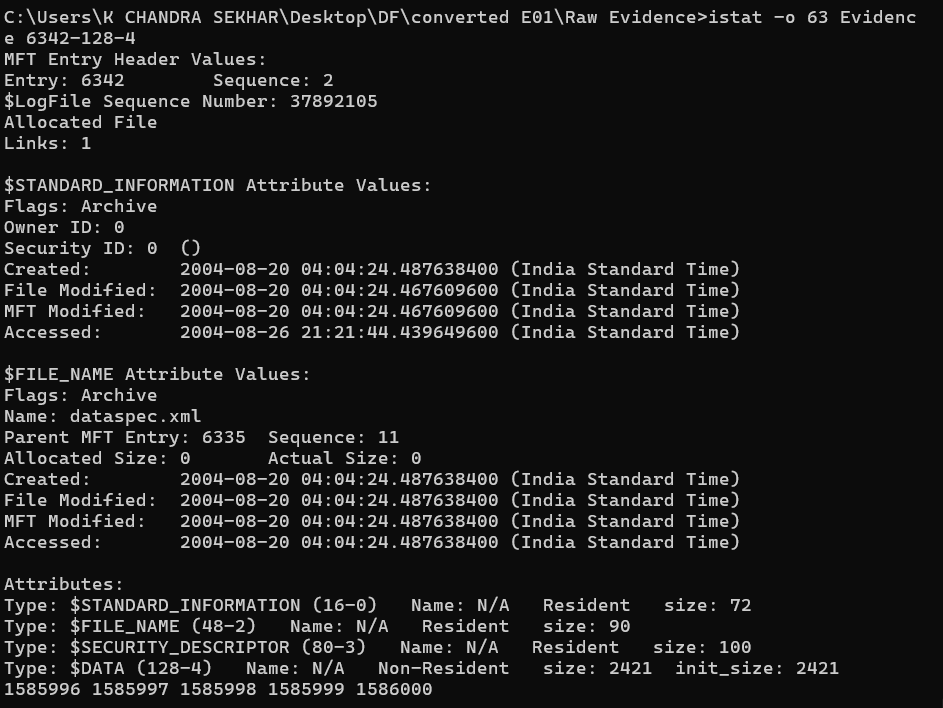 C:\Users\K CHANDRA SEKHAR\Desktop\DF\converted E01\Raw Evidence>istat -o 63 Evidenc
e 6342-128-4
MFT Entry Header Values:
Entry: 6342        Sequence: 2
$LogFile Sequence Number: 37892105
Allocated File
Links: 1

$STANDARD_INFORMATION Attribute Values:
Flags: Archive
Owner ID: 0
Security ID: 0  ()
Created:        2004-08-20 04:04:24.487638400 (India Standard Time)
File Modified:  2004-08-20 04:04:24.467609600 (India Standard Time)
MFT Modified:   2004-08-20 04:04:24.467609600 (India Standard Time)
Accessed:       2004-08-26 21:21:44.439649600 (India Standard Time)

$FILE_NAME Attribute Values:
Flags: Archive
Name: dataspec.xml
Parent MFT Entry: 6335  Sequence: 11
Allocated Size: 0       Actual Size: 0
Created:        2004-08-20 04:04:24.487638400 (India Standard Time)
File Modified:  2004-08-20 04:04:24.487638400 (India Standard Time)
MFT Modified:   2004-08-20 04:04:24.487638400 (India Standard Time)
Accessed:       2004-08-20 04:04:24.487638400 (India Standard Time)

Attributes:
Type: $STANDARD_INFORMATION (16-0)   Name: N/A   Resident   size: 72
Type: $FILE_NAME (48-2)   Name: N/A   Resident   size: 90
Type: $SECURITY_DESCRIPTOR (80-3)   Name: N/A   Resident   size: 100
Type: $DATA (128-4)   Name: N/A   Non-Resident   size: 2421  init_size: 2421
1585996 1585997 1585998 1585999 1586000